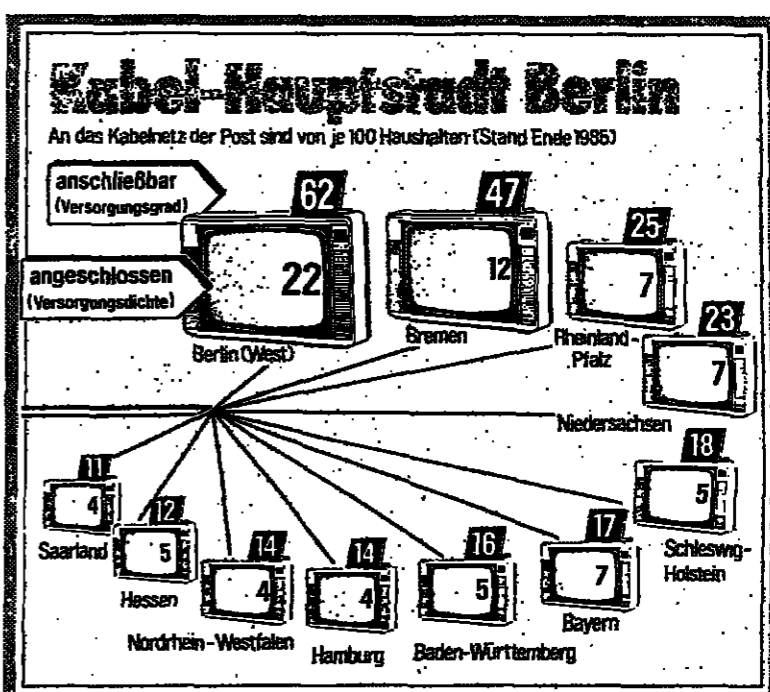 Kabel-Hauptstadt Berlin
An das Kabelnetz der Post sind von je 100 Haushalten (Stand Ende 1985)
anschließbar
(Versorgungsgrad)
62
47
25
angeschlossen
(Versorgungsdichte)
22
12
7
23
7
Berlin (West)
Bremen
Rheinland-
Pfalz
Niedersachsen
18
5
Schleswig-
Holstein
11
4
Saarland
12
5
Hessen
14
4
Nordrhein-Westfalen
14
4
Hamburg
16
5
Baden-Württemberg
17
7
Bayern